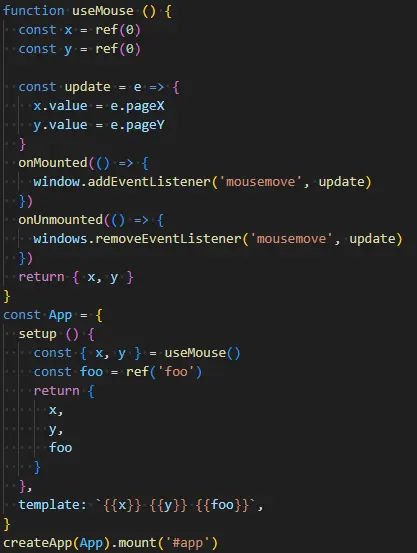 function useMouse () {
  const x = ref(0)
  const y = ref(0)

  const update = e => {
    x.value = e.pageX
    y.value = e.pageY
  }
  onMounted(() => {
    window.addEventListener('mousemove', update)
  })
  onUnmounted(() => {
    windows.removeEventListener('mousemove', update)
  })
  return { x, y }
}
const App = {
  setup () {
    const { x, y } = useMouse()
    const foo = ref('foo')
    return {
      x,
      y,
      foo
    }
  },
  template: `{{x}} {{y}} {{foo}}`,
}
createApp(App).mount('#app')